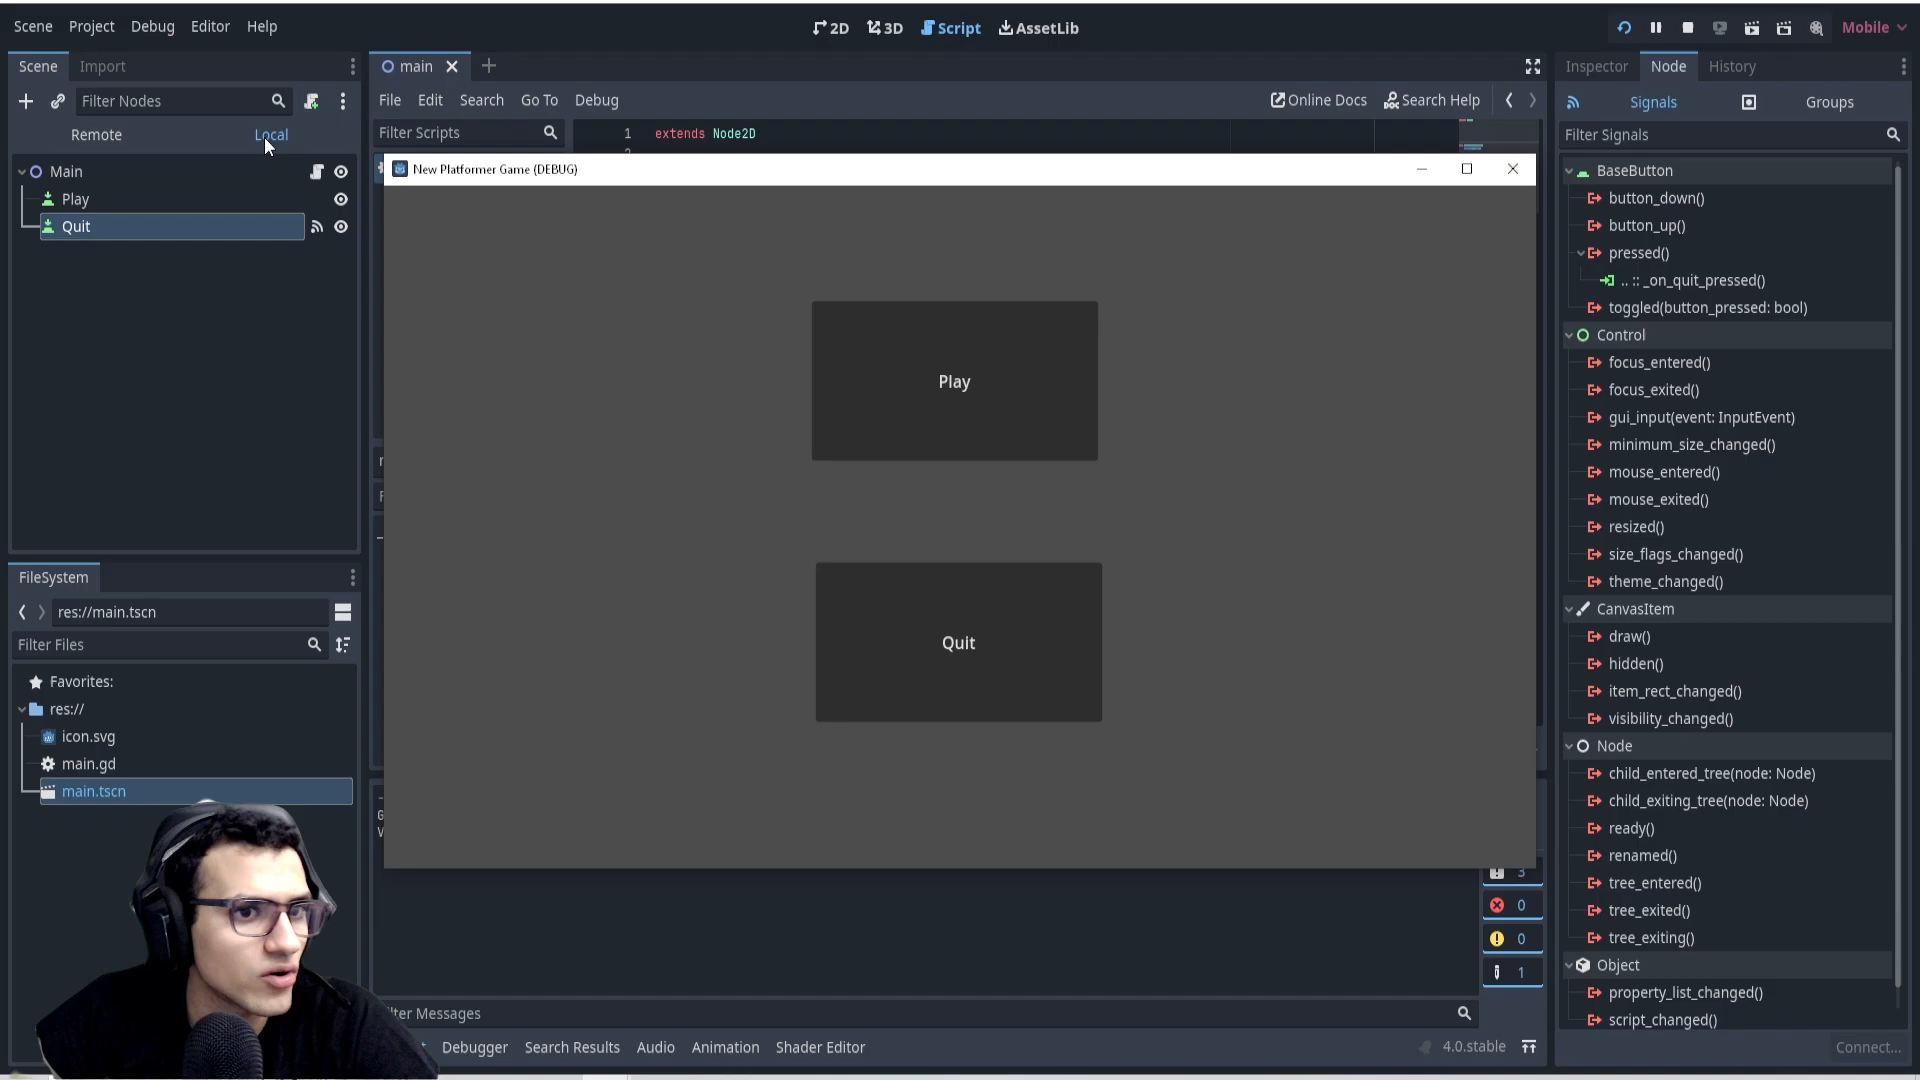 Scene Project Debug Editor Help
2D 3D Script AssetLib
Mobile
Scene Import
Filter Nodes
Remote Local
Main
Play
Quit
FileSystem
res://main.tscn
Filter Files
Favorites:
res://
icon.svg
main.gd
main.tscn
main
File Edit Search Go To Debug
Online Docs Search Help
Filter Scripts
1 extends Node2D
New Platformer Game (DEBUG)
Play
Quit
3
0
0
1
ter Messages
Debugger Search Results Audio Animation Shader Editor
4.0.stable
Inspector Node History
Signals Groups
Filter Signals
BaseButton
button_down()
button_up()
pressed()
.. :: _on_quit_pressed()
toggled(button_pressed: bool)
Control
focus_entered()
focus_exited()
gui_input(event: InputEvent)
minimum_size_changed()
mouse_entered()
mouse_exited()
resized()
size_flags_changed()
theme_changed()
CanvasItem
draw()
hidden()
item_rect_changed()
visibility_changed()
Node
child_entered_tree(node: Node)
child_exiting_tree(node: Node)
ready()
renamed()
tree_entered()
tree_exited()
tree_exiting()
Object
property_list_changed()
script_changed()
Connect...